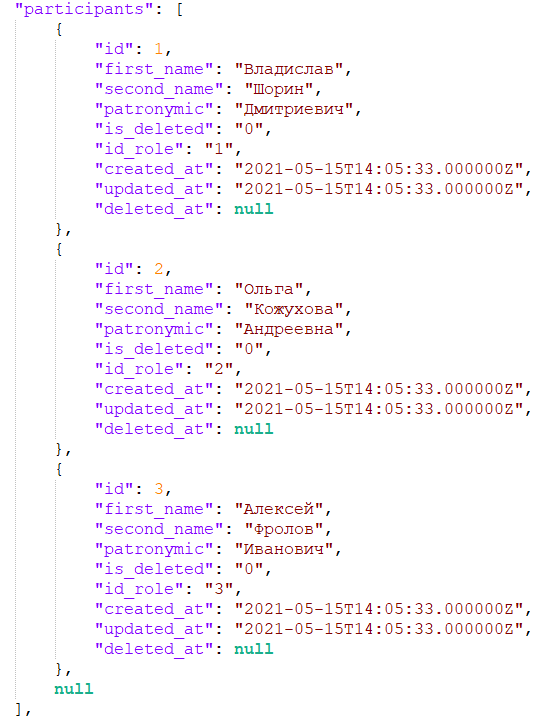 "participants": [
{
"id": 1,
"first_name": "Владислав",
"second_name": "Шорин",
"patronymic": "Дмитриевич",
"is_deleted": "0",
"id_role": "1",
"created_at": "2021-05-15T14:05:33.000000Z",
"updated_at": "2021-05-15T14:05:33.000000Z",
"deleted_at": null
},
{
"id": 2,
"first_name": "Ольга",
"second_name": "Кожухова",
"patronymic": "Андреевна",
"is_deleted": "0",
"id_role": "2",
"created_at": "2021-05-15T14:05:33.000000Z",
"updated_at": "2021-05-15T14:05:33.000000Z",
"deleted_at": null
},
{
"id": 3,
"first_name": "Алексей",
"second_name": "Фролов",
"patronymic": "Иванович",
"is_deleted": "0",
"id_role": "3",
"created_at": "2021-05-15T14:05:33.000000Z",
"updated_at": "2021-05-15T14:05:33.000000Z",
"deleted_at": null
},
null
],